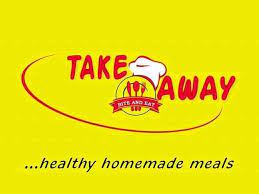 TAKE
AWAY
BITE AND EAT
...healthy homemade meals